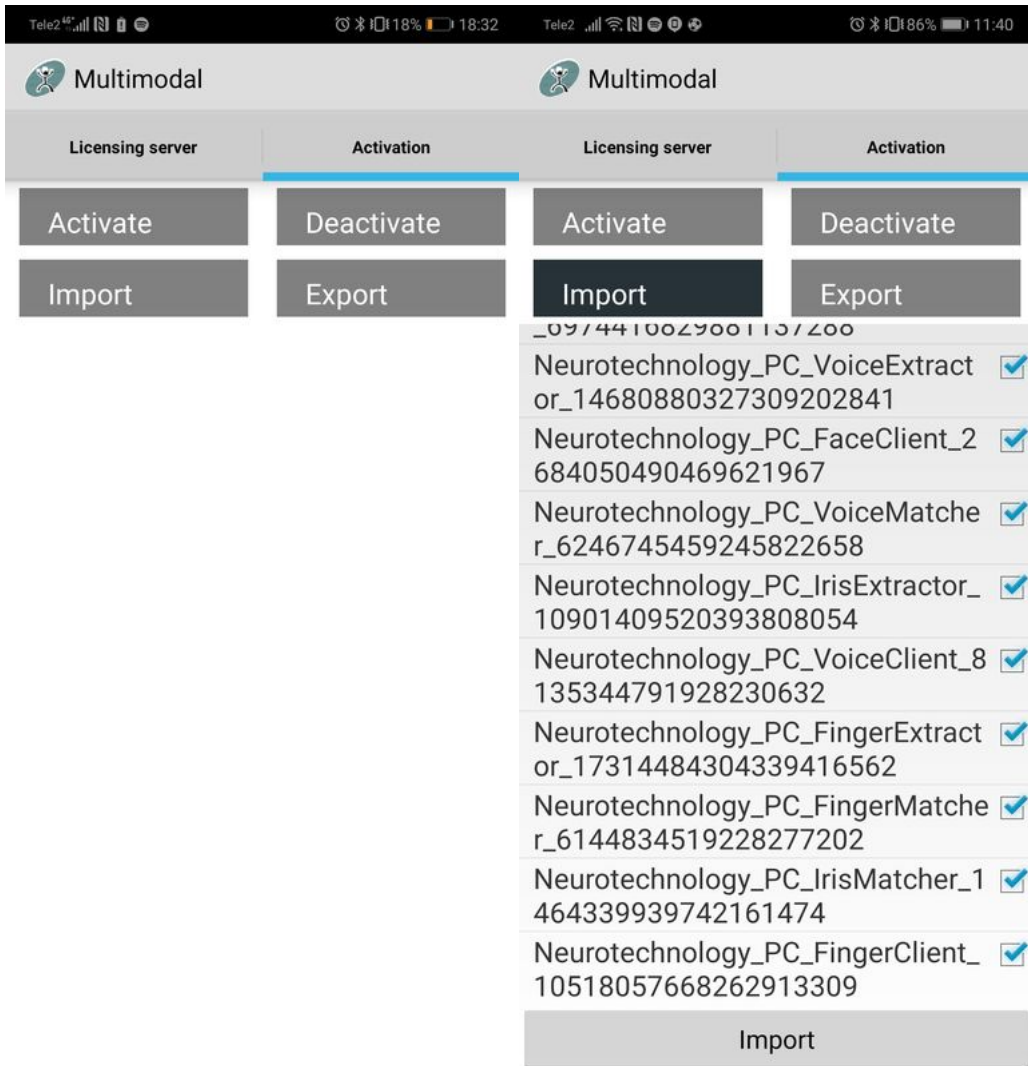 Tele2 18% 18:32
Multimodal
Licensing server Activation
Activate Deactivate
Import Export
Tele2 86% 11:40
Multimodal
Licensing server Activation
Activate Deactivate
Import Export
_6974416829881137288
Neurotechnology_PC_VoiceExtract
or_14680880327309202841
Neurotechnology_PC_FaceClient_2
684050490469621967
Neurotechnology_PC_VoiceMatche
r_6246745459245822658
Neurotechnology_PC_IrisExtractor_
10901409520393808054
Neurotechnology_PC_VoiceClient_8
135344791928230632
Neurotechnology_PC_FingerExtract
or_17314484304339416562
Neurotechnology_PC_FingerMatche
r_6144834519228277202
Neurotechnology_PC_IrisMatcher_1
464339939742161474
Neurotechnology_PC_FingerClient_
10518057668262913309
Import